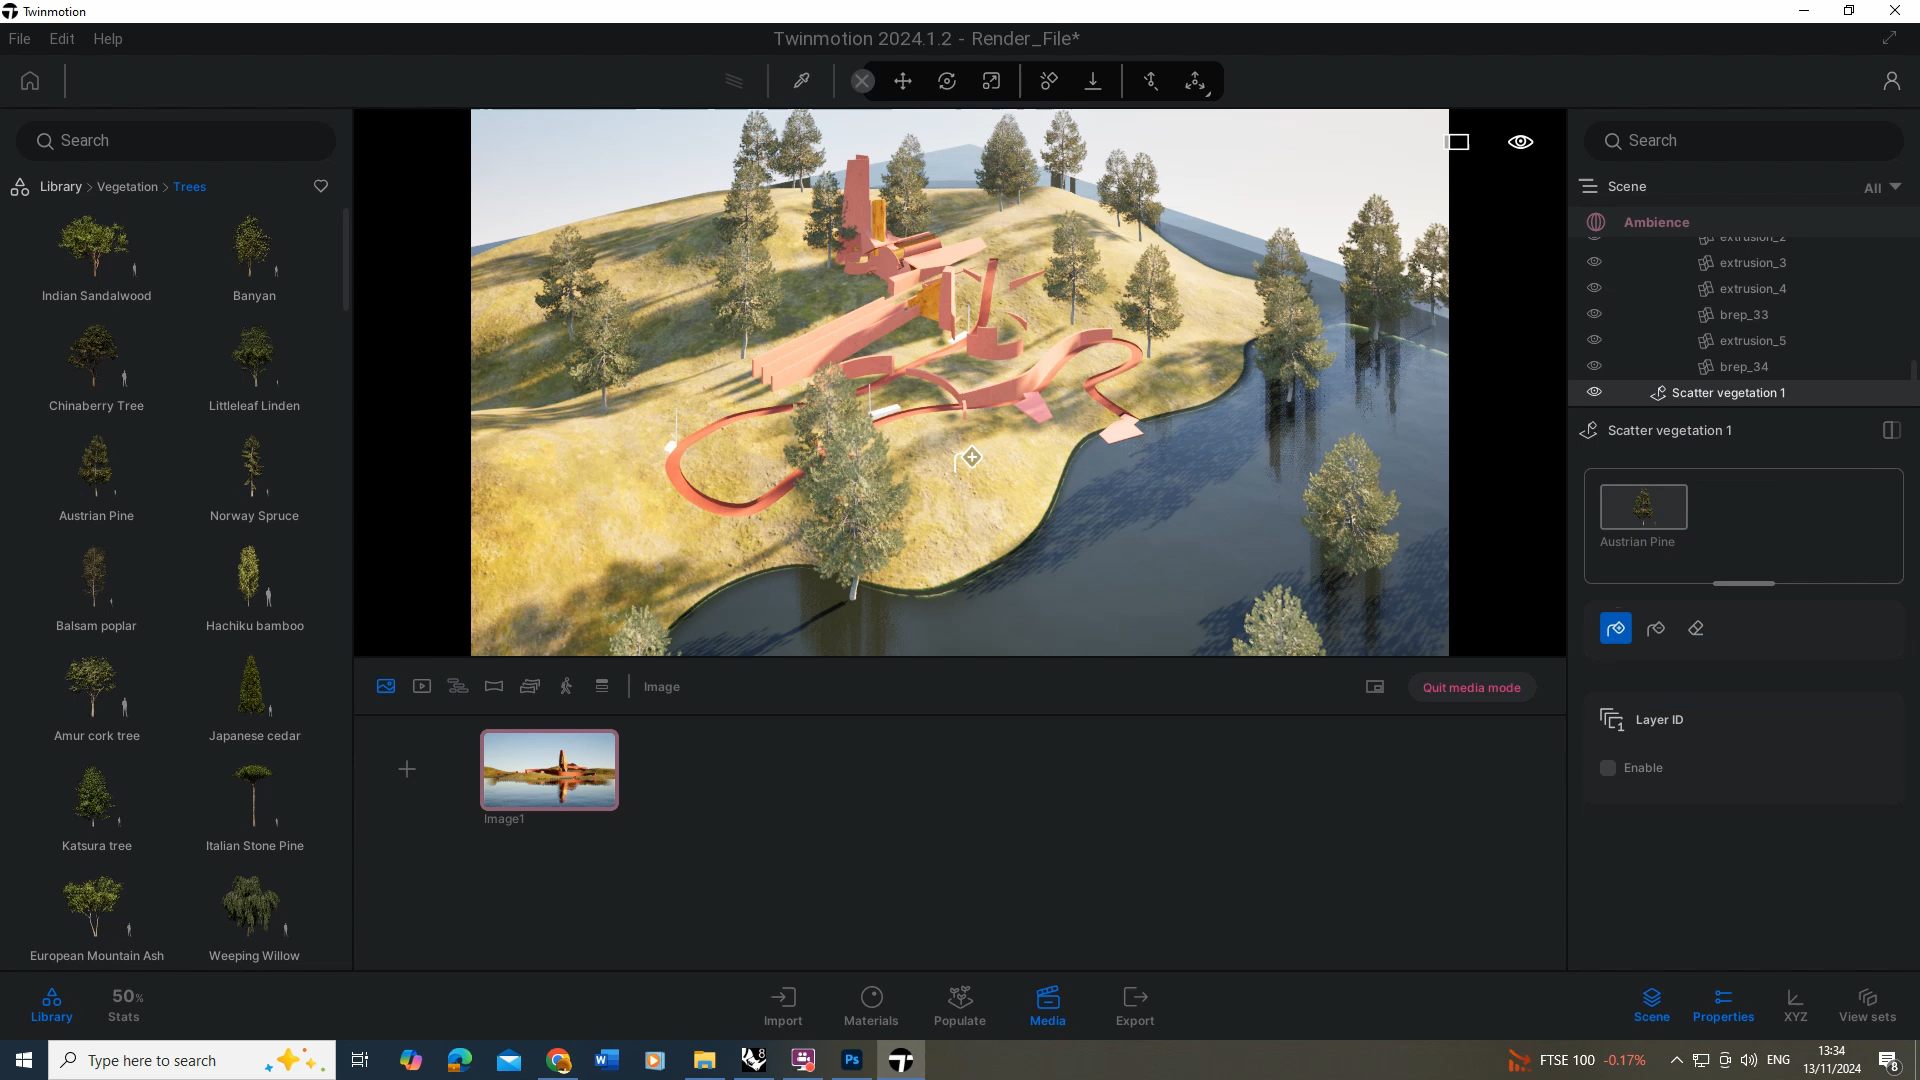 Twinmotion
File Edit Help
Twinmotion 2024.1.2 - Render_File*
Search
Library > Vegetation > Trees
Indian Sandalwood
Banyan
Chinaberry Tree
Littleleaf Linden
Austrian Pine
Norway Spruce
Balsam poplar
Hachiku bamboo
Amur cork tree
Japanese cedar
Katsura tree
Italian Stone Pine
European Mountain Ash
Weeping Willow
Image
Quit media mode
Image1
Search
Scene
All
Ambience
extrusion_2
extrusion_3
extrusion_4
brep_33
extrusion_5
brep_34
Scatter vegetation 1
Scatter vegetation 1
Austrian Pine
1
Layer ID
Enable
Library
50%
Stats
Import
Materials
Populate
Media
Export
Scene
Properties
XYZ
View sets
Type here to search
8
Ps
FTSE 100 -0.17%
ENG
13:34
13/11/2024
8